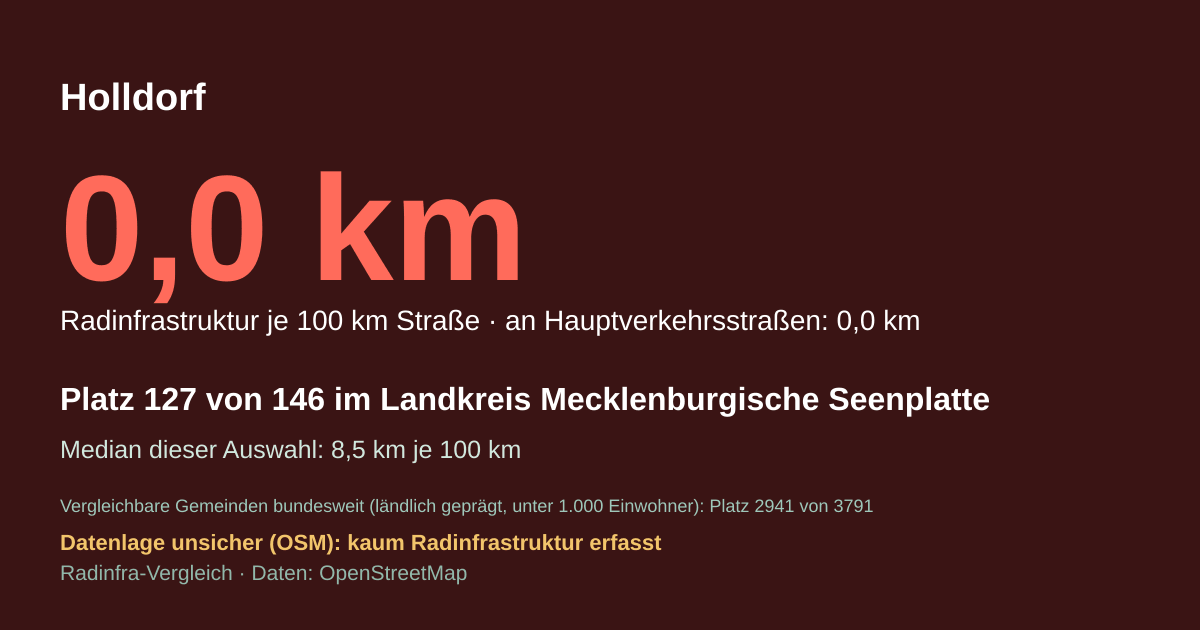 Holldorf
0,0 km
Radinfrastruktur je 100 km Straße · an Hauptverkehrsstraßen: 0,0 km
Platz 127 von 146 im Landkreis Mecklenburgische Seenplatte
Median dieser Auswahl: 8,5 km je 100 km
Vergleichbare Gemeinden bundesweit (ländlich geprägt, unter 1.000 Einwohner): Platz 2941 von 3791
Datenlage unsicher (OSM): kaum Radinfrastruktur erfasst
Radinfra-Vergleich · Daten: OpenStreetMap